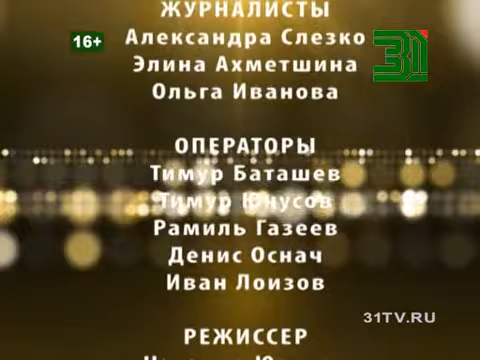 ЖУРНАЛИСТЫ
16+
Александра Слезко
31
Элина Ахметшина
Ольга Иванова
ОПЕРАТОРЫ
Тимур Баташев
Тимур Юнусов
Рамиль Газеев
Денис Оснач
Иван Лоизов
31TV.RU
РЕЖИССЕР